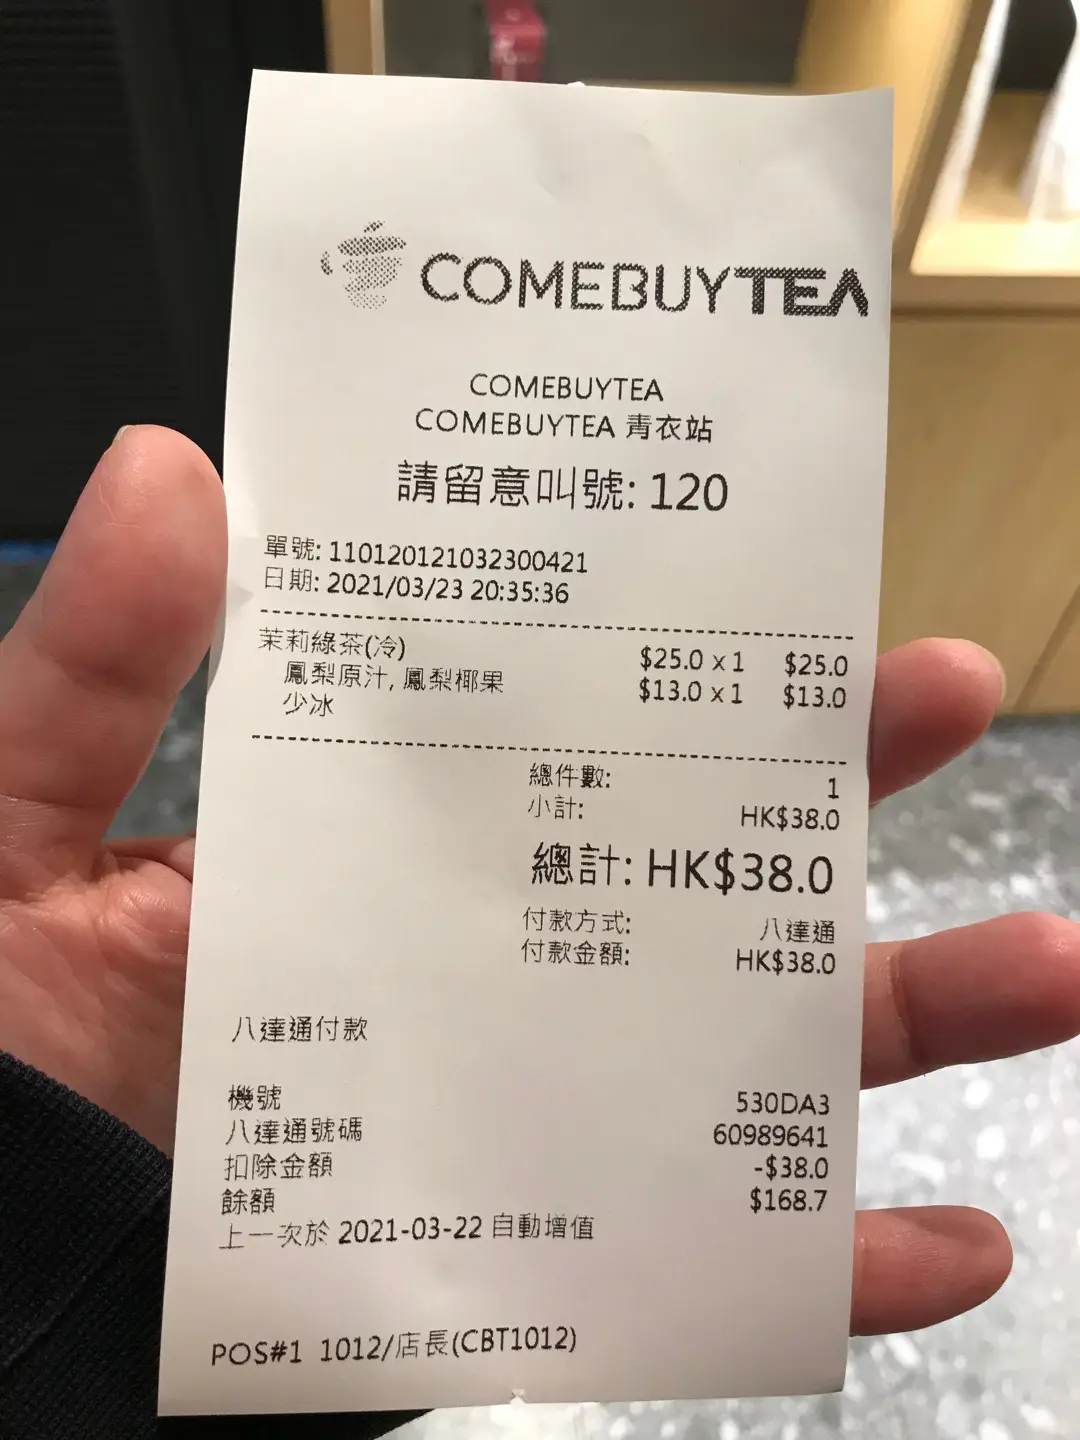 COMEBUYTEA
COMEBUYTEA
COMEBUYTEA 青衣站
請留意叫號: 120
單號: 110120121032300421
日期: 2021/03/23 20:35:36
茉莉綠茶(冷) $25.0 x 1 $25.0
鳳梨原汁, 鳳梨椰果 $13.0 x 1 $13.0
少冰
總件數: 1
小計: HK$38.0
總計: HK$38.0
付款方式: 八達通
付款金額: HK$38.0
八達通付款
機號 530DA3
八達通號碼 60989641
扣除金額 -$38.0
餘額 $168.7
上一次於 2021-03-22 自動增值
POS#1 1012/店長(CBT1012)